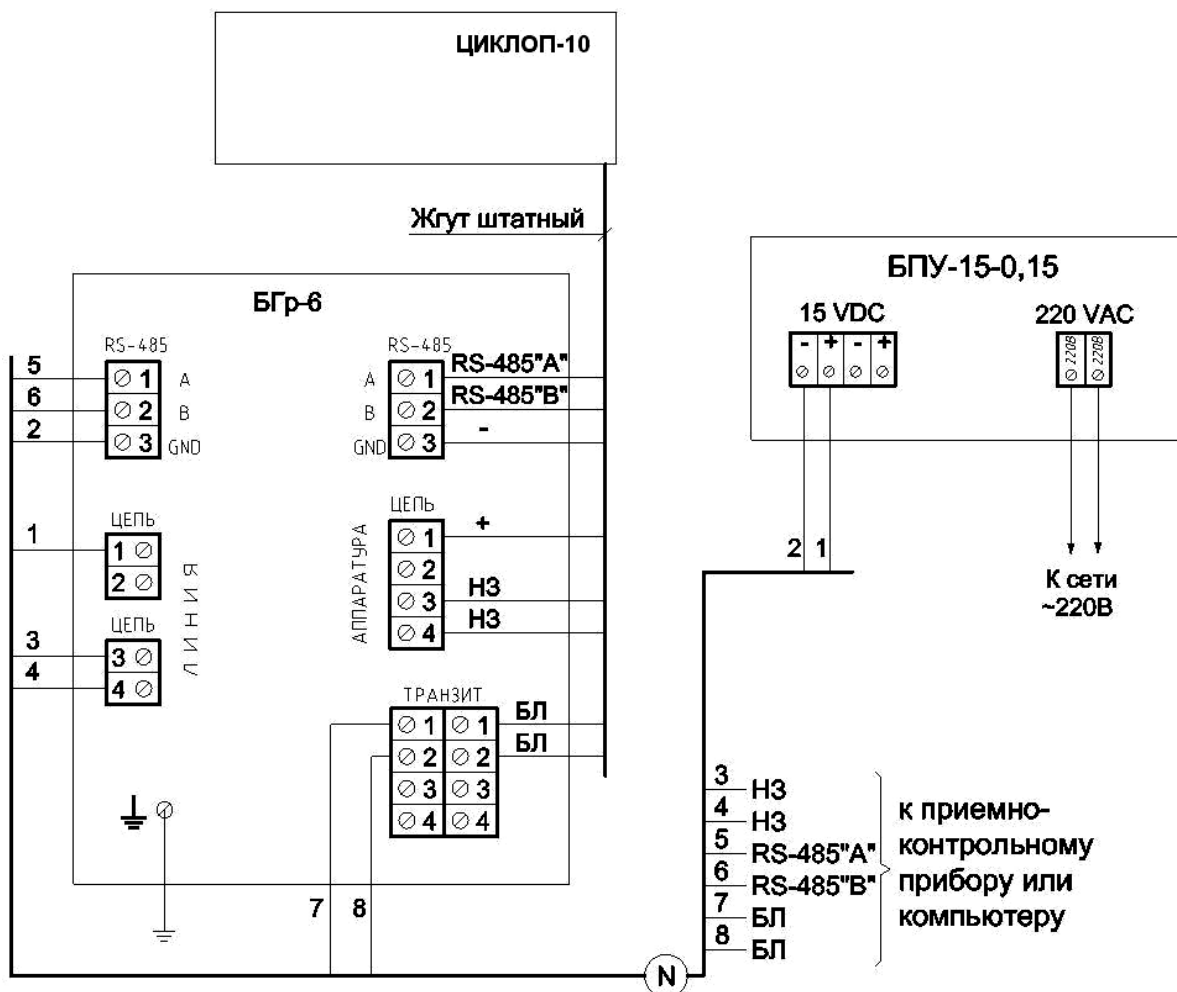 ЦИКЛОП-10
Жгут штатный
БГр-6
RS-485
5 1 A
6 2 B
2 3 GND
ЦЕПЬ
1 1
2
ЦЕПЬ
3 3
4 4
ЛИНИЯ
RS-485
A 1 RS-485"A"
B 2 RS-485"B"
GND 3 -
ЦЕПЬ
1 +
2
3 НЗ
4 НЗ
АППАРАТУРА
ТРАНЗИТ
1 1 БЛ
2 2 БЛ
3 3
4 4
7 8
N
БПУ-15-0,15
15 VDC
- + - +
220 VAC
220В 220В
2 1
К сети
~220В
3 НЗ
4 НЗ
5 RS-485"A"
6 RS-485"B"
7 БЛ
8 БЛ
к приемно-
контрольному
прибору или
компьютеру